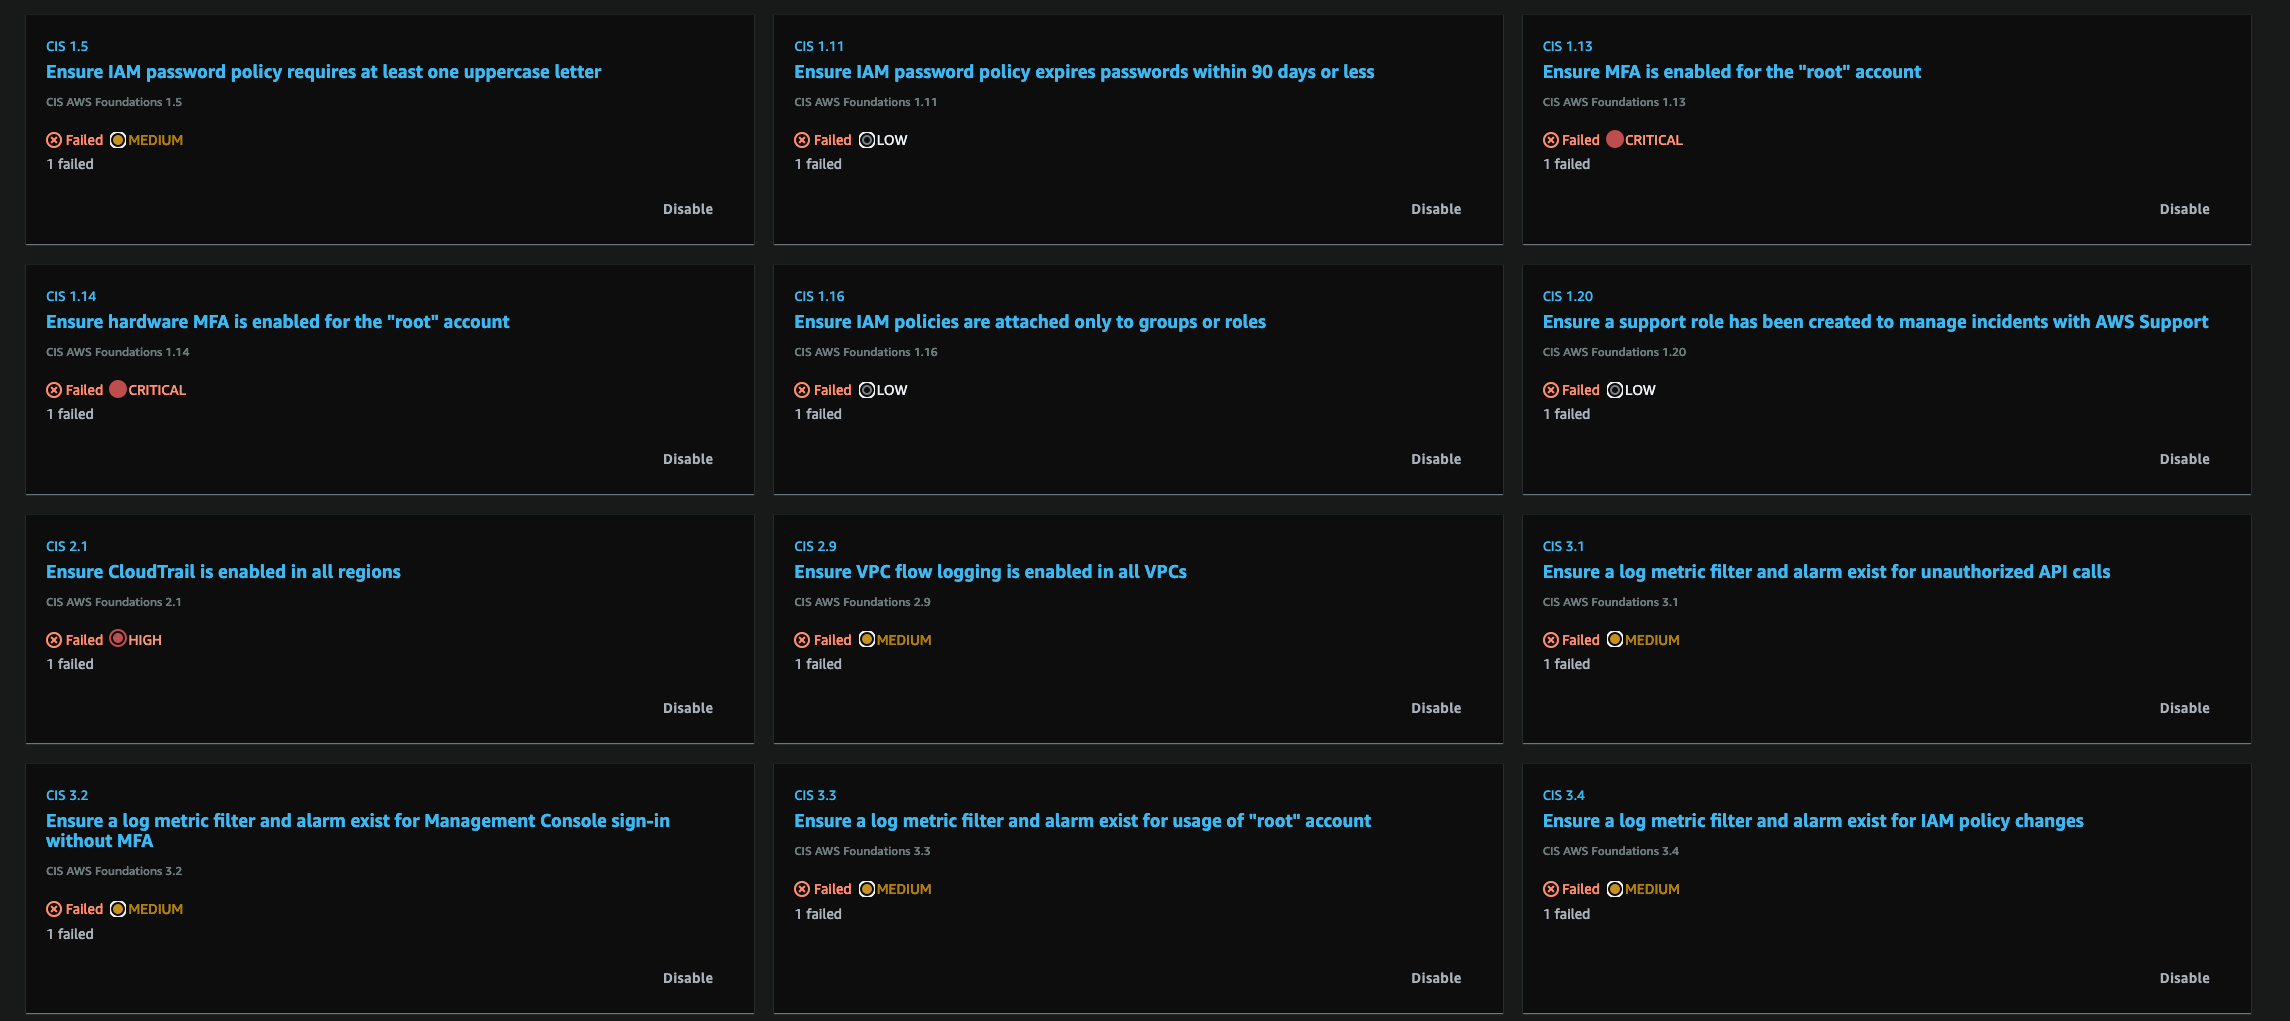 CIS 1.5
Ensure IAM password policy requires at least one uppercase letter
CIS AWS Foundations 1.5
Failed MEDIUM
1 failed
Disable
CIS 1.11
Ensure IAM password policy expires passwords within 90 days or less
CIS AWS Foundations 1.11
Failed LOW
1 failed
Disable
CIS 1.13
Ensure MFA is enabled for the "root" account
CIS AWS Foundations 1.13
Failed CRITICAL
1 failed
Disable
CIS 1.14
Ensure hardware MFA is enabled for the "root" account
CIS AWS Foundations 1.14
Failed CRITICAL
1 failed
Disable
CIS 1.16
Ensure IAM policies are attached only to groups or roles
CIS AWS Foundations 1.16
Failed LOW
1 failed
Disable
CIS 1.20
Ensure a support role has been created to manage incidents with AWS Support
CIS AWS Foundations 1.20
Failed LOW
1 failed
Disable
CIS 2.1
Ensure CloudTrail is enabled in all regions
CIS AWS Foundations 2.1
Failed HIGH
1 failed
Disable
CIS 2.9
Ensure VPC flow logging is enabled in all VPCs
CIS AWS Foundations 2.9
Failed MEDIUM
1 failed
Disable
CIS 3.1
Ensure a log metric filter and alarm exist for unauthorized API calls
CIS AWS Foundations 3.1
Failed MEDIUM
1 failed
Disable
CIS 3.2
Ensure a log metric filter and alarm exist for Management Console sign-in
without MFA
CIS AWS Foundations 3.2
Failed MEDIUM
1 failed
Disable
CIS 3.3
Ensure a log metric filter and alarm exist for usage of "root" account
CIS AWS Foundations 3.3
Failed MEDIUM
1 failed
Disable
CIS 3.4
Ensure a log metric filter and alarm exist for IAM policy changes
CIS AWS Foundations 3.4
Failed MEDIUM
1 failed
Disable